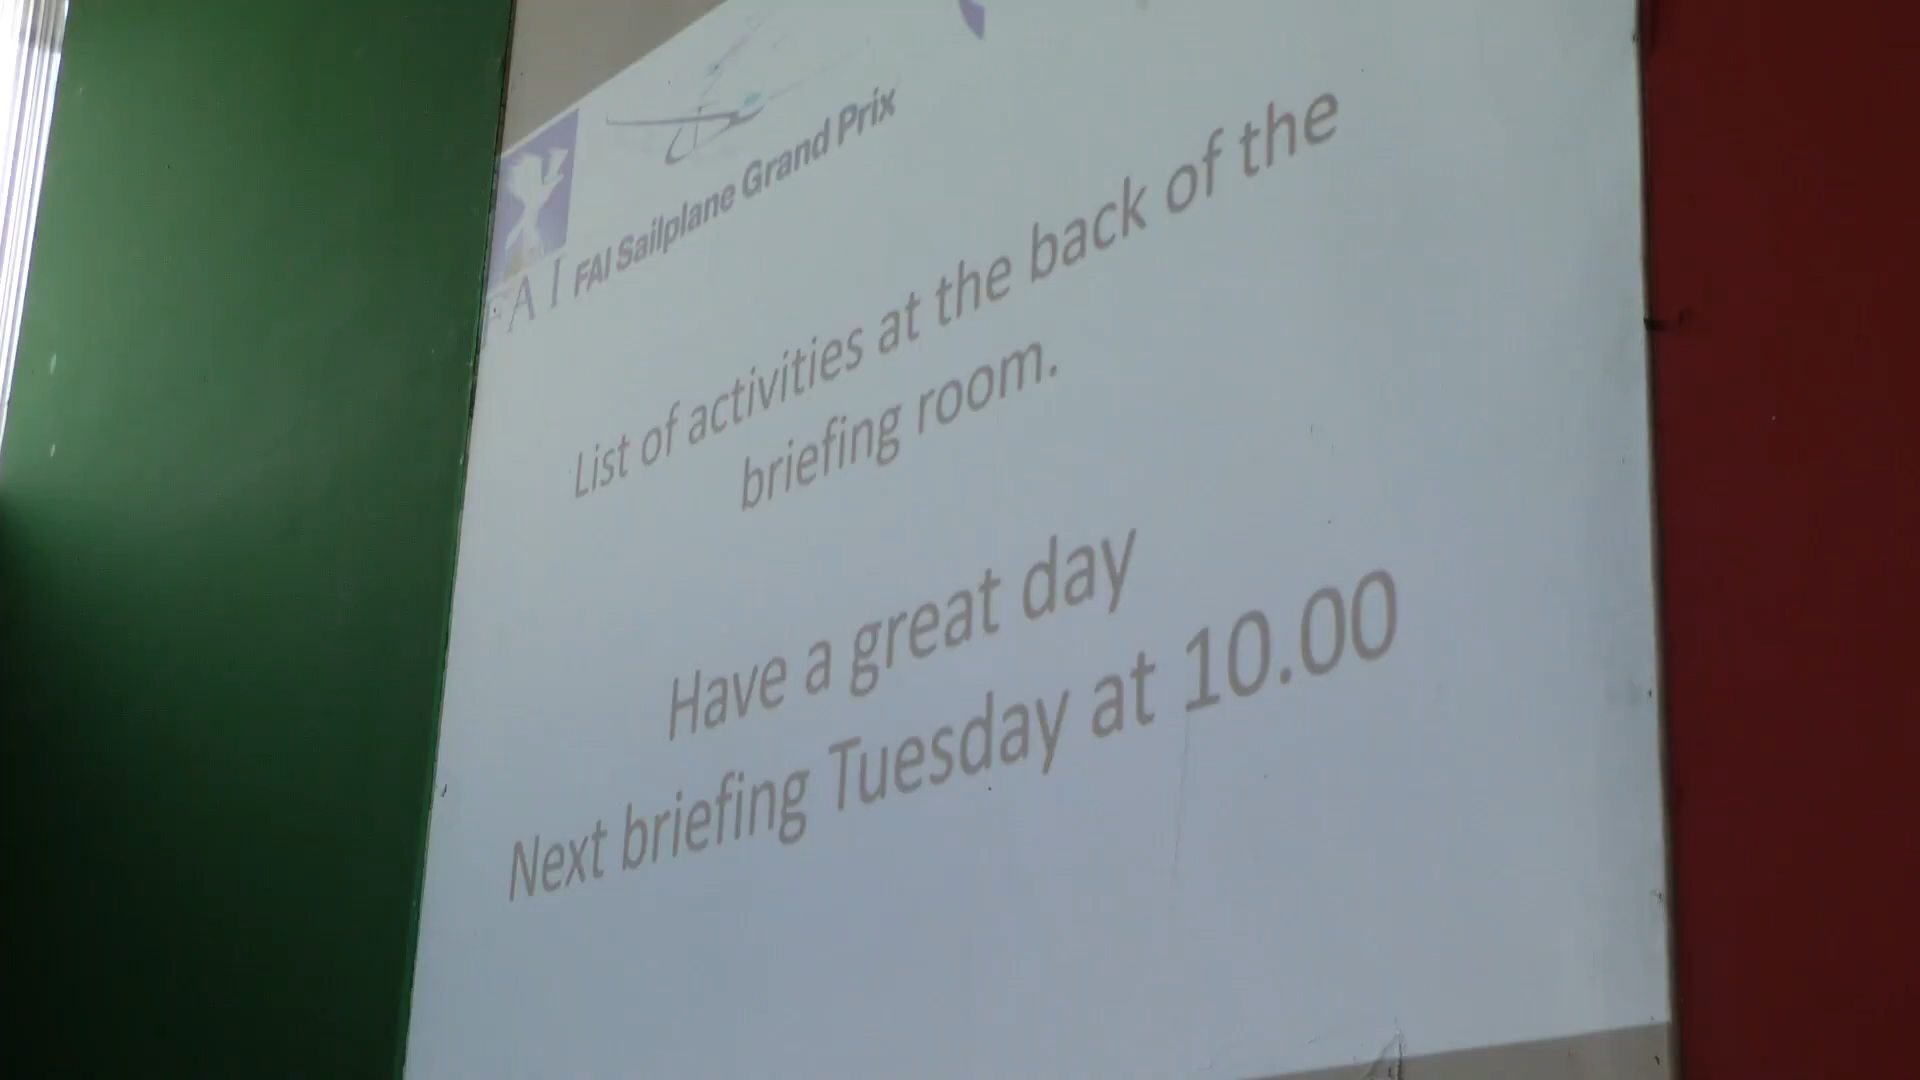 FAI
FAI Sailplane Grand Prix
List of activities at the back of the
briefing room.
Have a great day
Next briefing Tuesday at 10.00